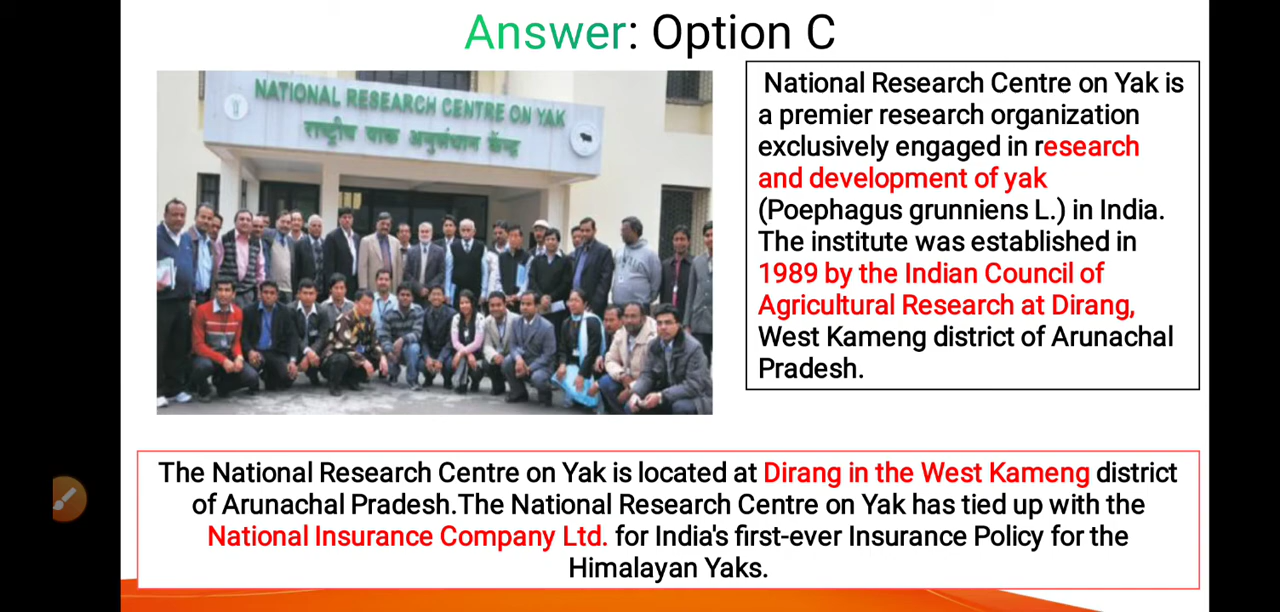 Answer: Option C
NATIONAL RESEARCH CENTRE ON YAK
राष्ट्रीय याक अनुसंधान केंन्द्र
National Research Centre on Yak is
a premier research organization
exclusively engaged in research
and development of yak
(Poephagus grunniens L.) in India.
The institute was established in
1989 by the Indian Council of
Agricultural Research at Dirang,
West Kameng district of Arunachal
Pradesh.
The National Research Centre on Yak is located at Dirang in the West Kameng district
of Arunachal Pradesh.The National Research Centre on Yak has tied up with the
National Insurance Company Ltd. for India's first-ever Insurance Policy for the
Himalayan Yaks.